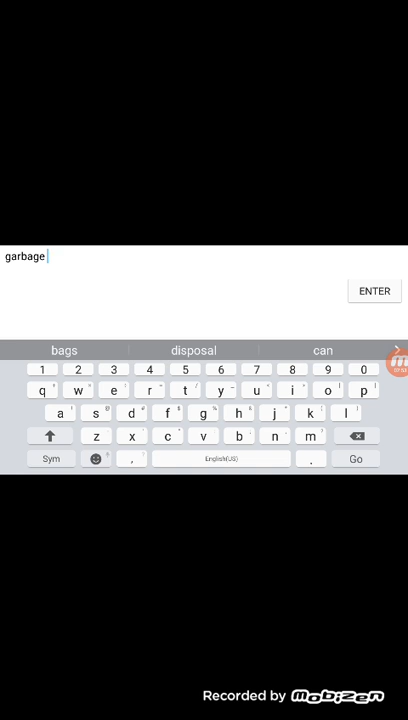 garbage
ENTER
bags disposal can
1 2 3 4 5 6 7 8 9 0
q w e r t y u i o p
a s d f g h j k l
z x c v b n m
Sym , English(US) . Go
Recorded by Mobizen